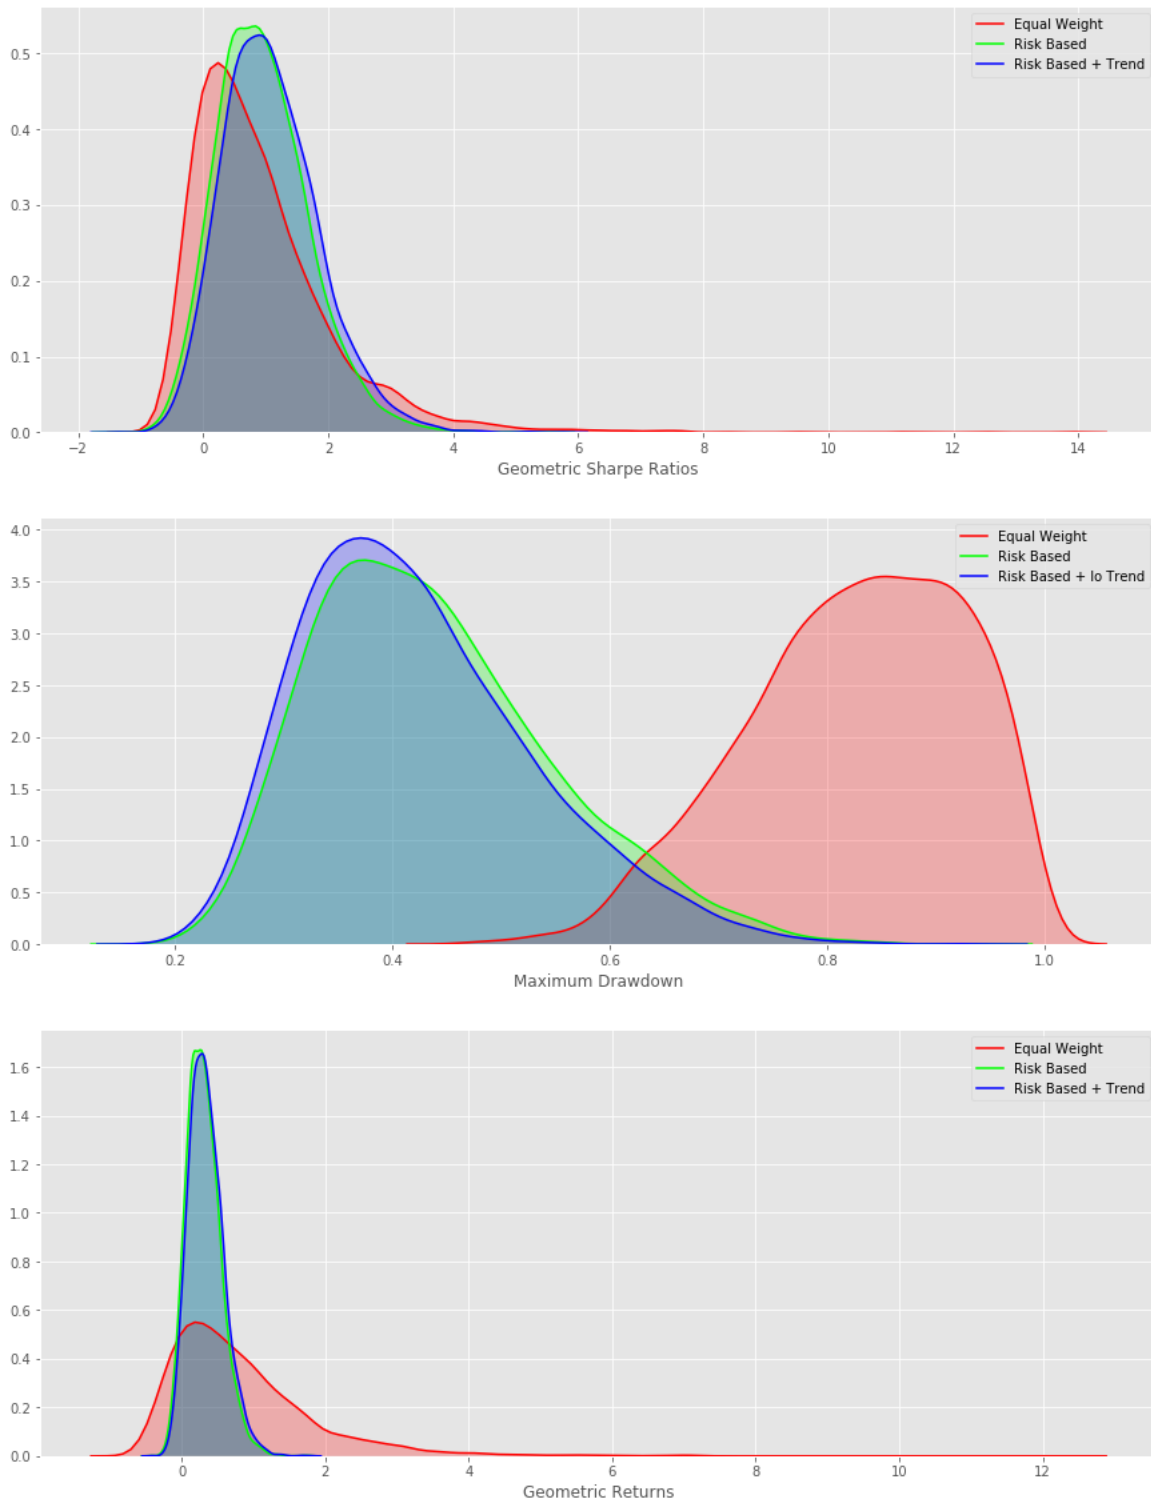 Equal Weight
Risk Based
Risk Based + Trend
0.5
0.4
0.3
0.2
0.1
0.0
−2 0 2 4 6 8 10 12 14
Geometric Sharpe Ratios
Equal Weight
Risk Based
Risk Based + lo Trend
4.0
3.5
3.0
2.5
2.0
1.5
1.0
0.5
0.0
0.2 0.4 0.6 0.8 1.0
Maximum Drawdown
Equal Weight
Risk Based
Risk Based + Trend
1.6
1.4
1.2
1.0
0.8
0.6
0.4
0.2
0.0
0 2 4 6 8 10 12
Geometric Returns